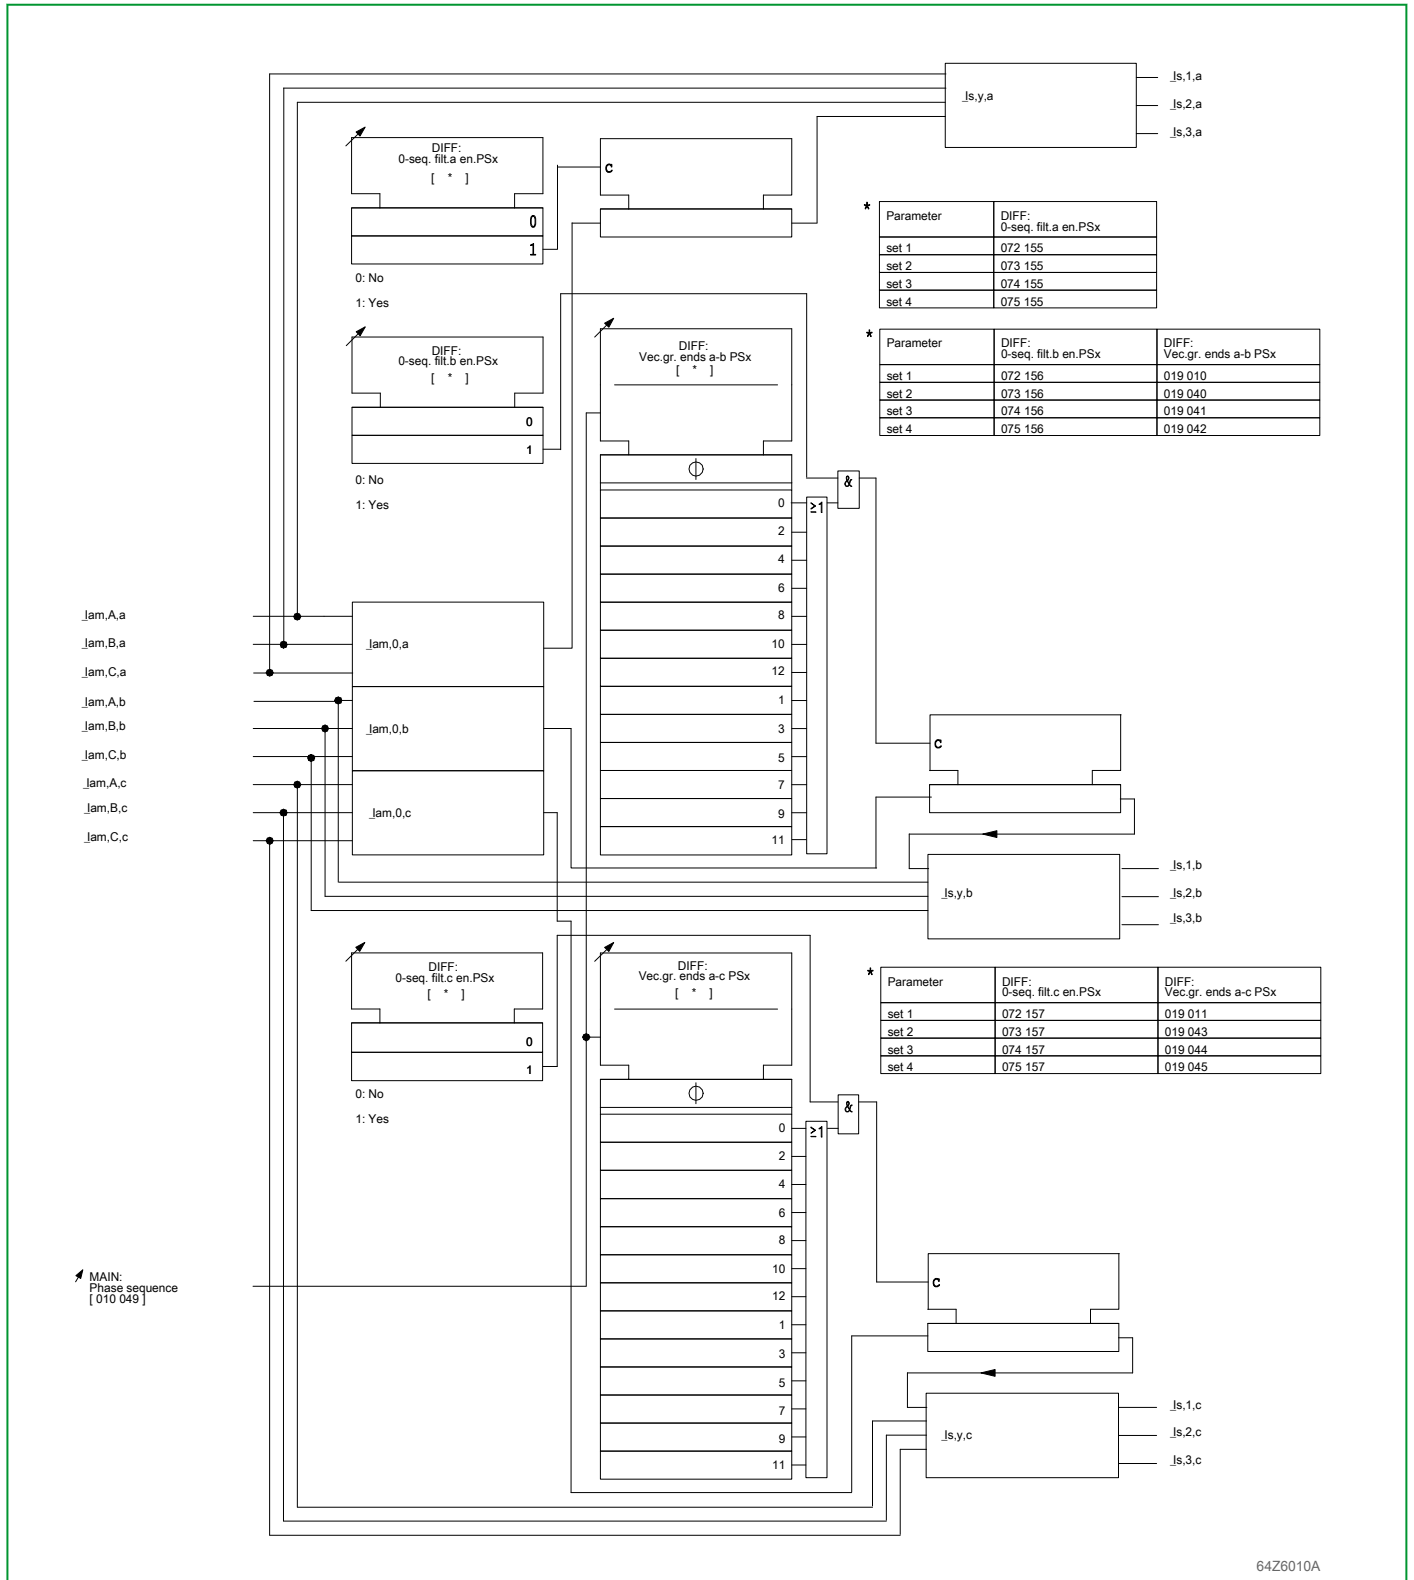 _Is,1,a
_Is,y,a
_Is,2,a
_Is,3,a
DIFF:
0-seq. filt.a en.PSx
[ * ]
C
0
1
0: No
1: Yes
*
Parameter DIFF:
0-seq. filt.a en.PSx
set 1 072 155
set 2 073 155
set 3 074 155
set 4 075 155
DIFF:
0-seq. filt.b en.PSx
[ * ]
0
1
0: No
1: Yes
DIFF:
Vec.gr. ends a-b PSx
[ * ]
*
Parameter DIFF: DIFF:
0-seq. filt.b en.PSx Vec.gr. ends a-b PSx
set 1 072 156 019 010
set 2 073 156 019 040
set 3 074 156 019 041
set 4 075 156 019 042
&
≥1
0
2
4
6
8
10
12
1
3
5
7
9
11
_Iam,A,a
_Iam,B,a
_Iam,C,a
_Iam,A,b
_Iam,B,b
_Iam,C,b
_Iam,A,c
_Iam,B,c
_Iam,C,c
_Iam,0,a
_Iam,0,b
_Iam,0,c
C
_Is,1,b
_Is,y,b
_Is,2,b
_Is,3,b
DIFF:
0-seq. filt.c en.PSx
[ * ]
0
1
0: No
1: Yes
DIFF:
Vec.gr. ends a-c PSx
[ * ]
*
Parameter DIFF: DIFF:
0-seq. filt.c en.PSx Vec.gr. ends a-c PSx
set 1 072 157 019 011
set 2 073 157 019 043
set 3 074 157 019 044
set 4 075 157 019 045
&
≥1
0
2
4
6
8
10
12
1
3
5
7
9
11
MAIN:
Phase sequence
[ 010 049 ]
C
_Is,1,c
_Is,y,c
_Is,2,c
_Is,3,c
64Z6010A